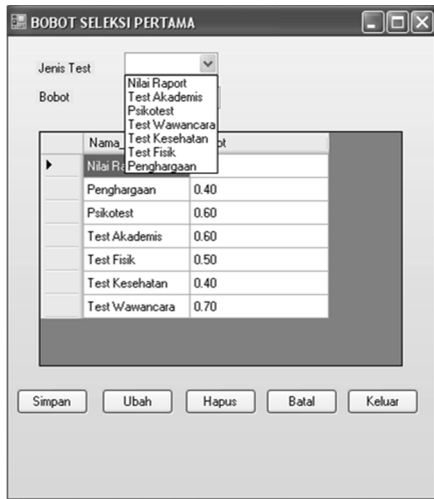 BOBOT SELEKSI PERTAMA
Jenis Test
Nilai Raport
Test Akademis
Psikotest
Test Wawancara
Test Kesehatan
Test Fisik
Penghargaan
Bobot
Nama_
Nilai
Penghargaan 0.40
Psikotest 0.60
Test Akademis 0.60
Test Fisik 0.50
Test Kesehatan 0.40
Test Wawancara 0.70
Simpan Ubah Hapus Batal Keluar